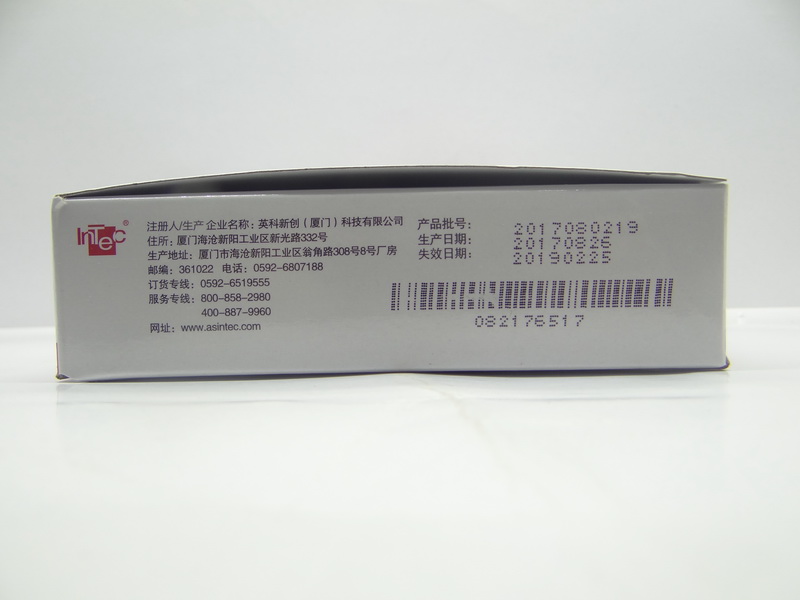 InTec®
注册人/生产 企业名称：英科新创（厦门）科技有限公司
住所：厦门海沧新阳工业区新光路332号
生产地址：厦门市海沧新阳工业区翁角路308号8号厂房
邮编：361022 电话：0592-6807188
订货专线：0592-6519555
服务专线：800-858-2980
400-887-9960
网址：www.asintec.com
产品批号：2017080219
生产日期：20170826
失效日期：20190225
082176517